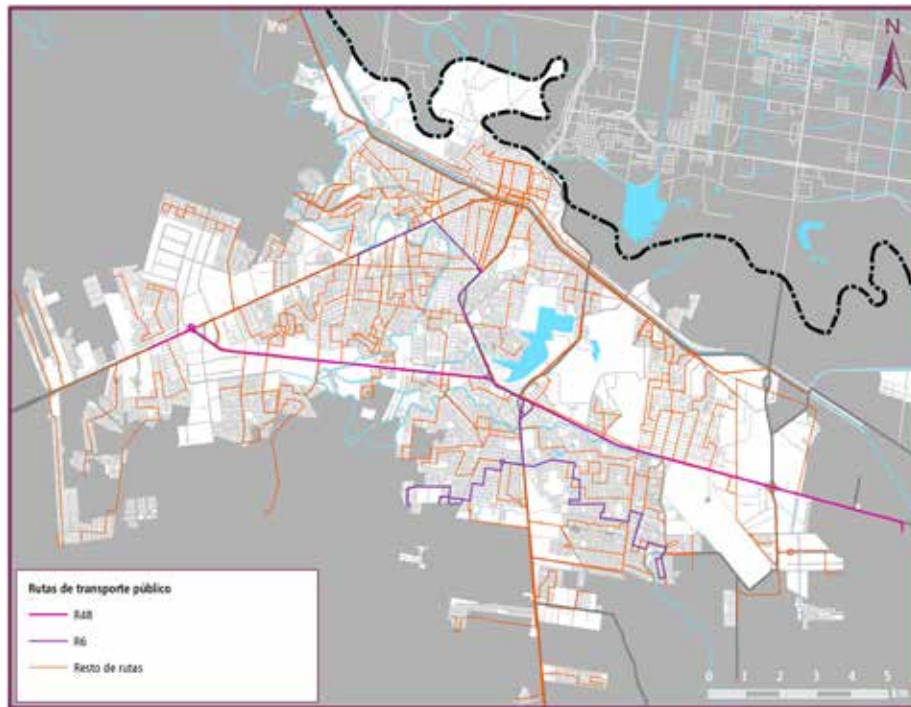 N
Rutas de transporte público
R48
R6
Resto de rutas
0 1 2 3 4 5